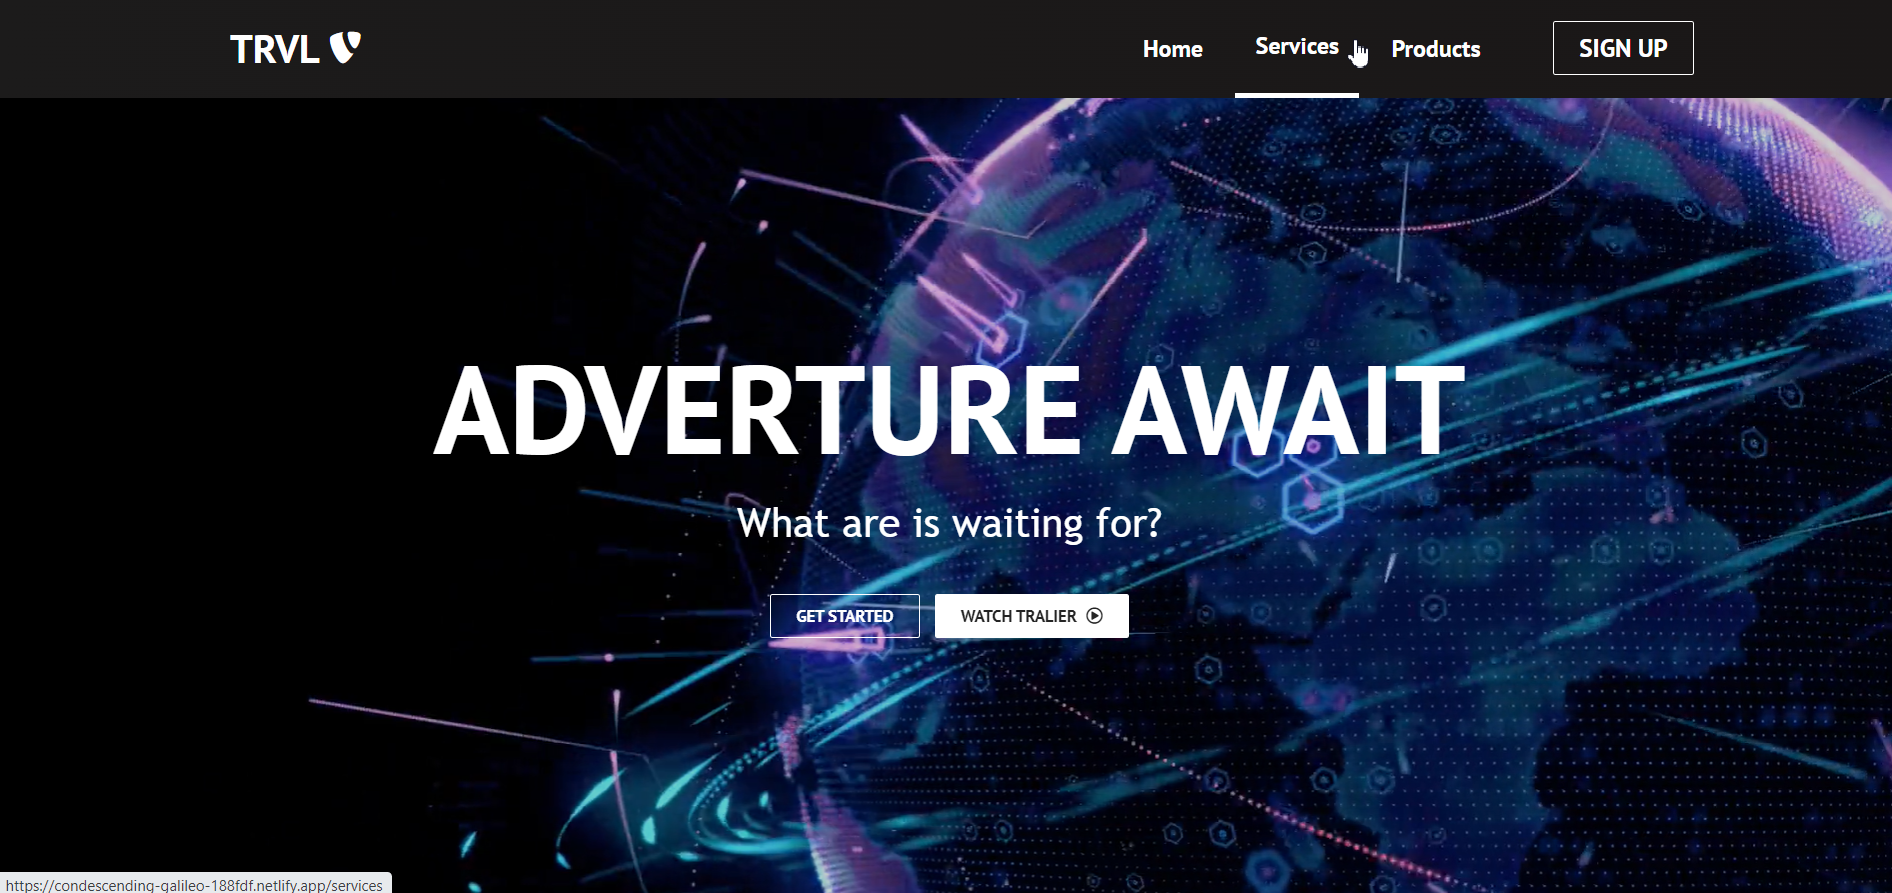 TRVL
Home Services Products SIGN UP
ADVERTURE AWAIT
What are is waiting for?
GET STARTED WATCH TRALIER
https://condescending-galileo-188fdf.netlify.app/services